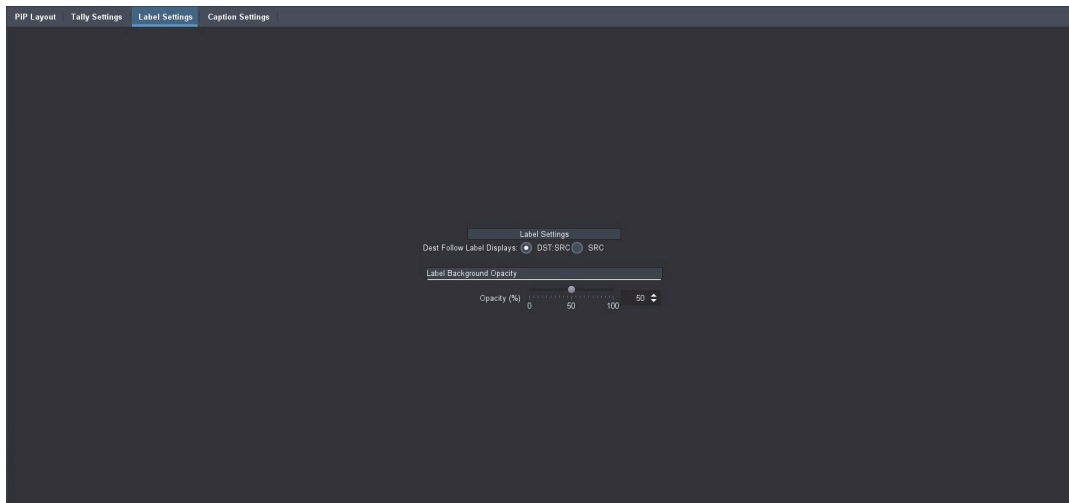 PiP Layout Tally Settings Label Settings Caption Settings
Label Settings
Dest Follow Label Displays: DST:SRC SRC
Label Background Opacity
Opacity (%) 50
0 50 100